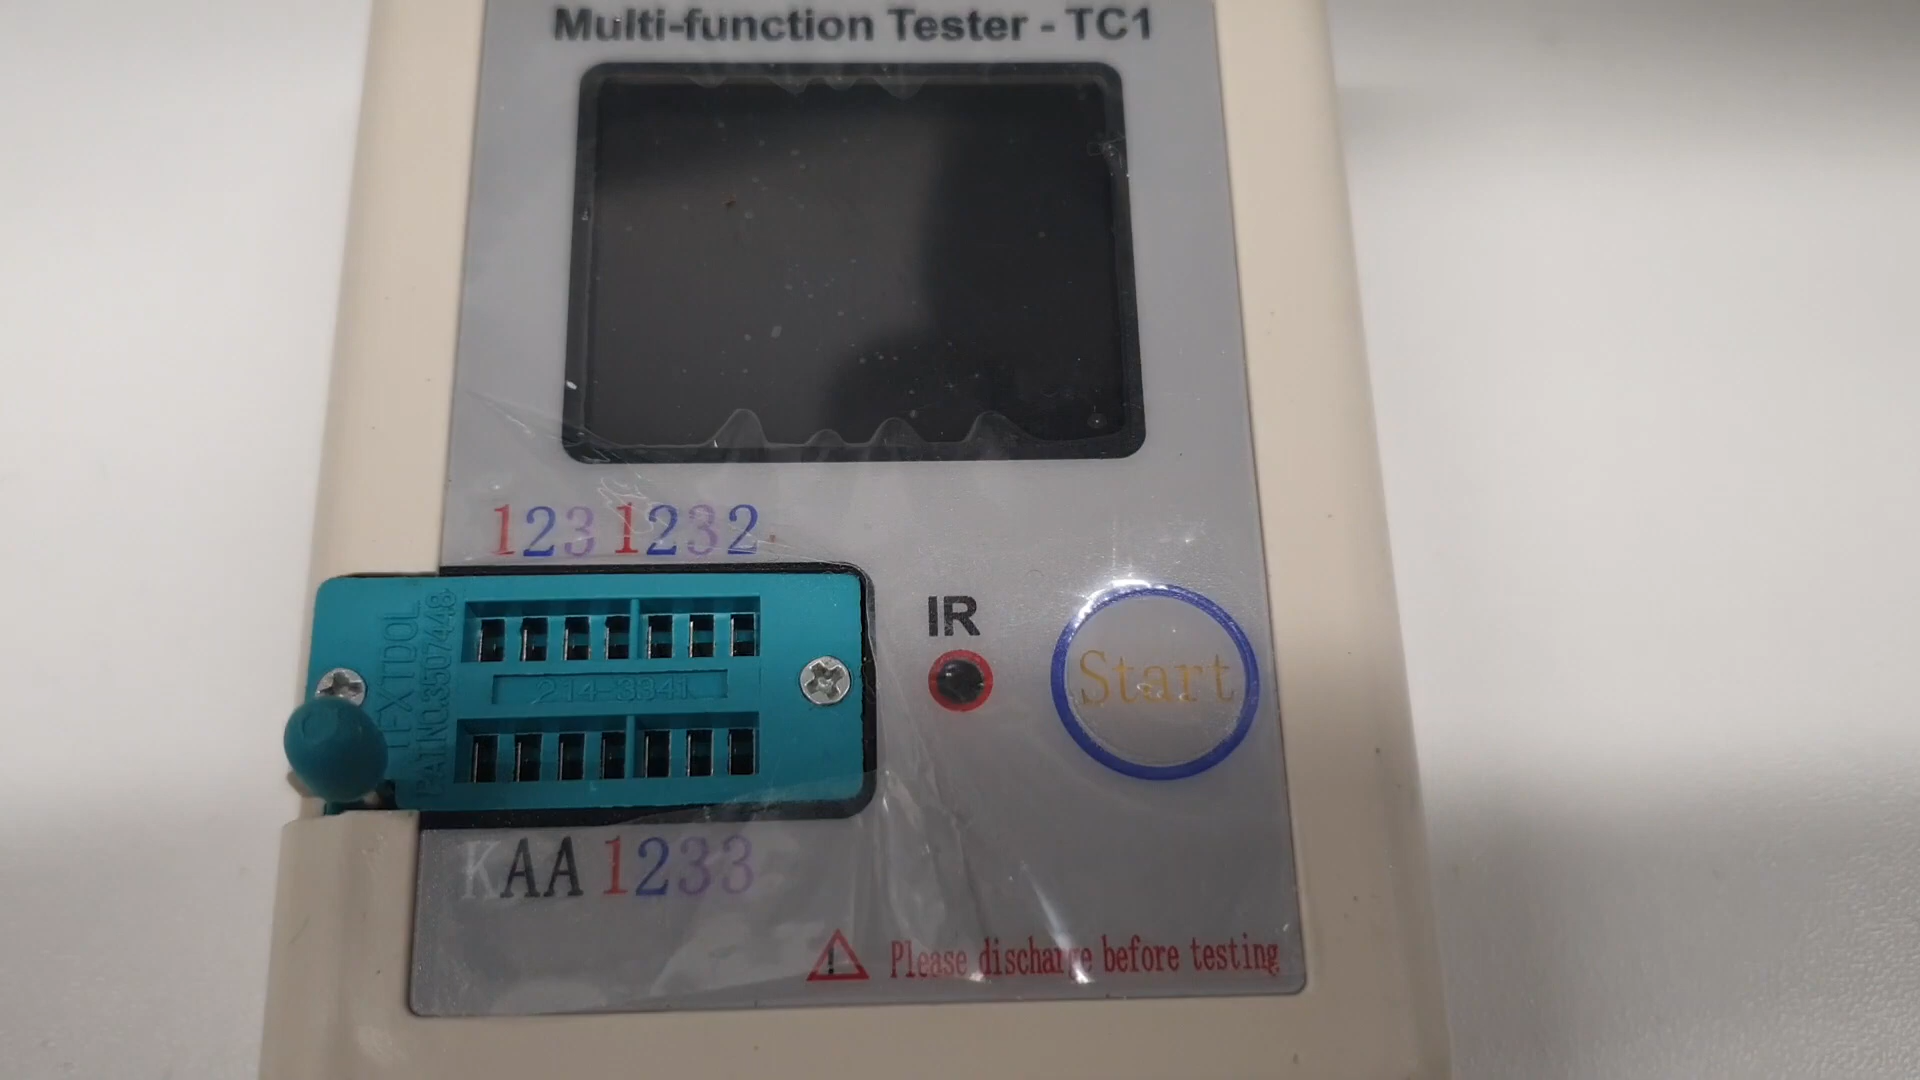 Multi-function Tester - TC1
1231232
TEXTOOL
PAT.NO.3507448
214-3341
IR
Start
KAA1233
Please discharge before testing